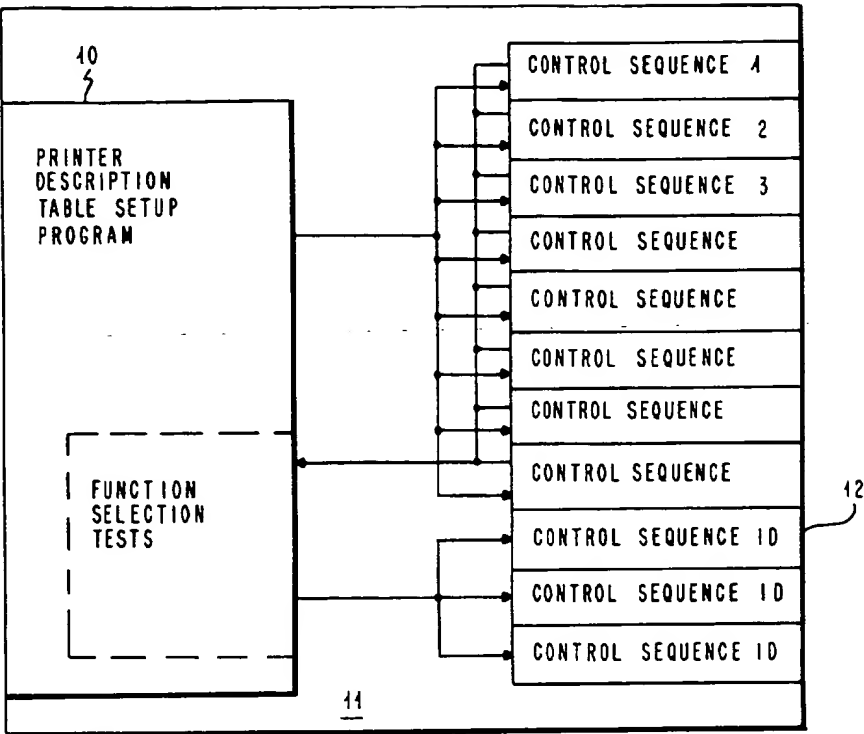 10
PRINTER
DESCRIPTION
TABLE SETUP
PROGRAM
FUNCTION
SELECTION
TESTS
CONTROL SEQUENCE 1
CONTROL SEQUENCE 2
CONTROL SEQUENCE 3
CONTROL SEQUENCE
CONTROL SEQUENCE
CONTROL SEQUENCE
CONTROL SEQUENCE
CONTROL SEQUENCE
CONTROL SEQUENCE ID
CONTROL SEQUENCE ID
CONTROL SEQUENCE ID
12
11